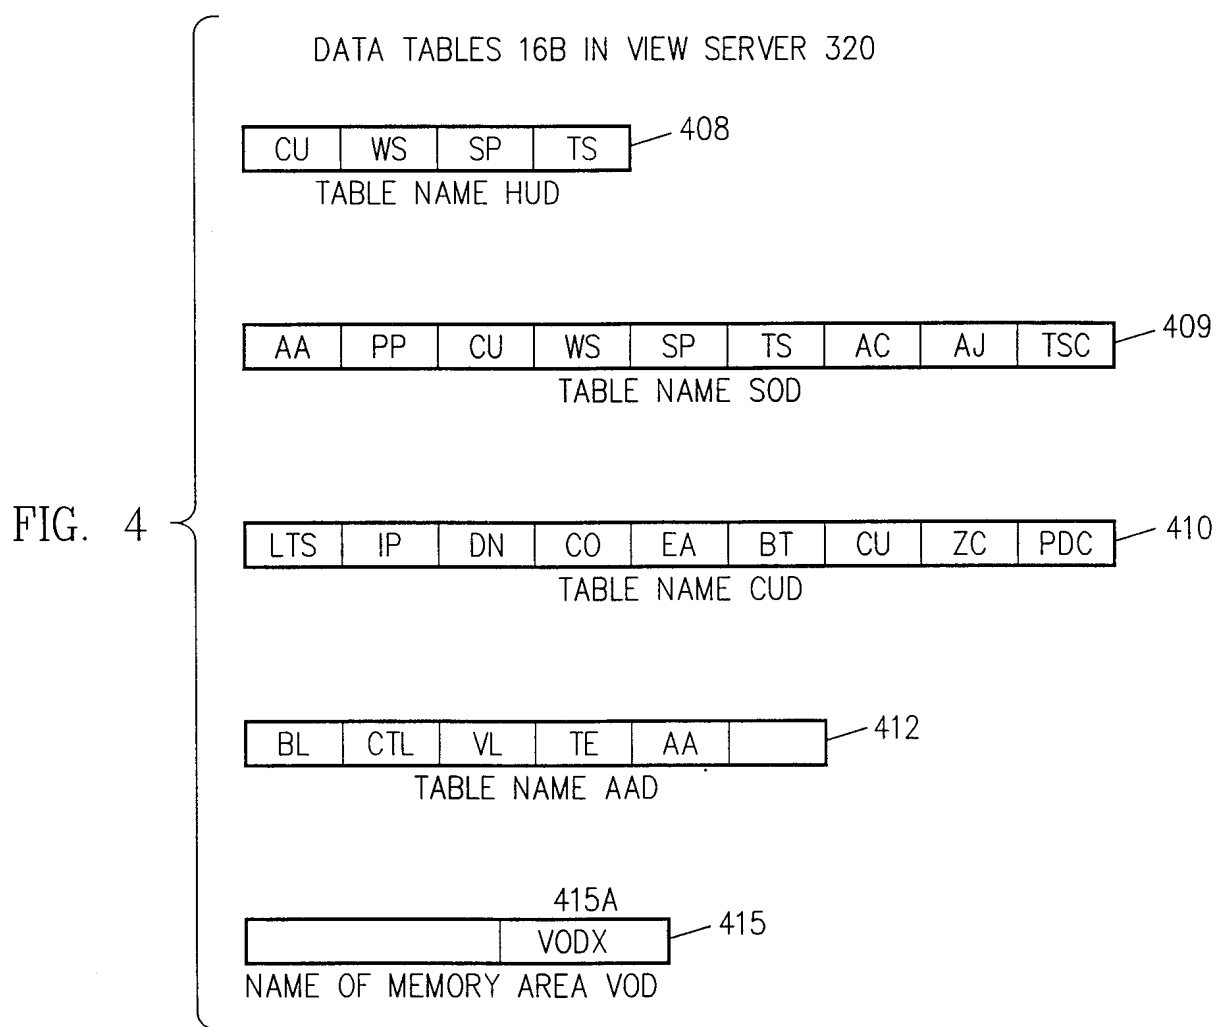 DATA TABLES 16B IN VIEW SERVER 320
CU WS SP TS 408
TABLE NAME HUD
AA PP CU WS SP TS AC AJ TSC 409
TABLE NAME SOD
FIG. 4
LTS IP DN CO EA BT CU ZC PDC 410
TABLE NAME CUD
BL CTL VL TE AA 412
TABLE NAME AAD
415A
VODX 415
NAME OF MEMORY AREA VOD